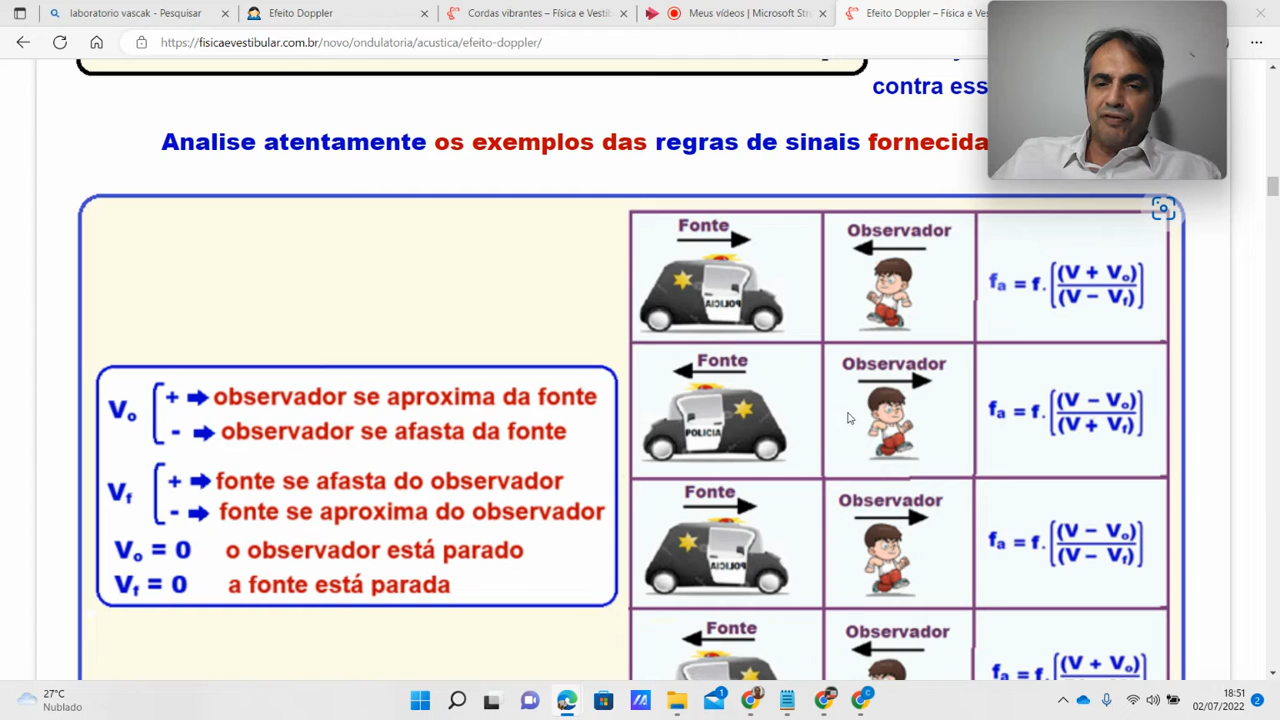 laboratorio vascak - Pesquisar
Efeito Doppler
Cordas vibrantes – Física e Vestib
Meus vídeos | Microsoft Str
Efeito Doppler – Física e Ves
https://fisicaevestibular.com.br/novo/ondulatoria/acustica/efeito-doppler/
contra ess
Analise atentamente os exemplos das regras de sinais fornecida
Fonte
Observador
POLICIA
fa = f. [(V + Vo)
(V – Vf)]
Vo
+ ➡ observador se aproxima da fonte
- ➡ observador se afasta da fonte
Vf
+ ➡ fonte se afasta do observador
- ➡ fonte se aproxima do observador
Vo = 0 o observador está parado
Vf = 0 a fonte está parada
Fonte
Observador
POLICIA
fa = f. [(V – Vo)
(V + Vf)]
Fonte
Observador
POLICIA
fa = f. [(V – Vo)
(V – Vf)]
Fonte
Observador
fa = f. [(V + Vo)
27°C
Nublado
1
18:51
02/07/2022
2